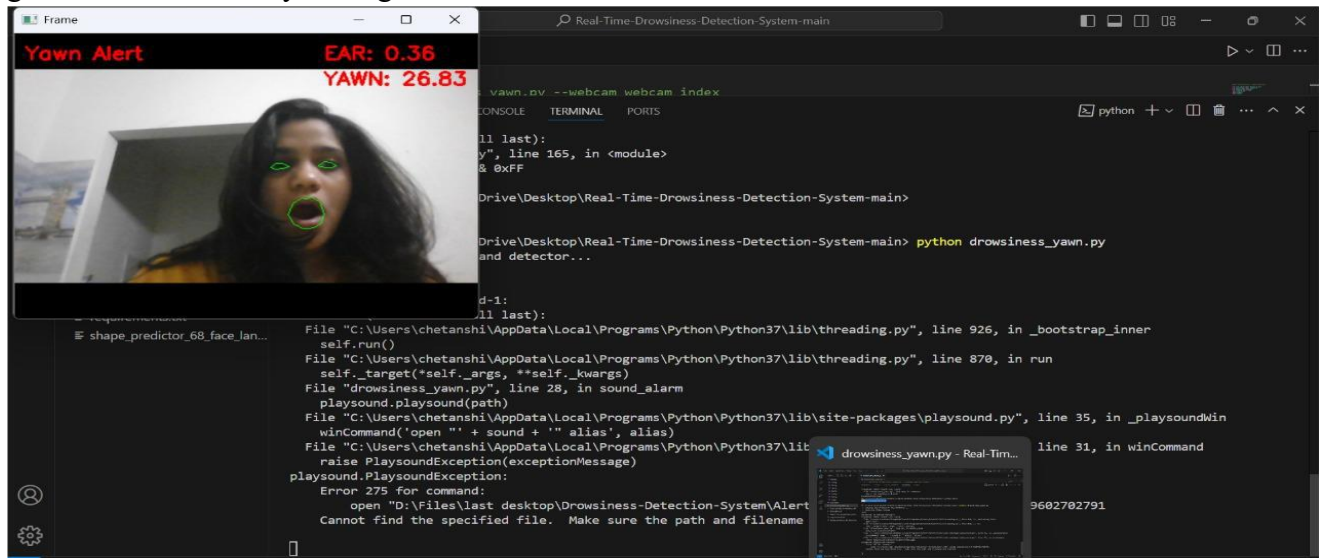 Frame
Real-Time-Drowsiness-Detection-System-main
Yawn Alert
EAR: 0.36
YAWN: 26.83
yawn.py --webcam webcam_index
CONSOLE TERMINAL PORTS
python
ll last):
y", line 165, in <module>
& 0xFF
Drive\Desktop\Real-Time-Drowsiness-Detection-System-main>
Drive\Desktop\Real-Time-Drowsiness-Detection-System-main> python drowsiness_yawn.py
and detector...
d-1:
ll last):
shape_predictor_68_face_lan...
File "C:\Users\chetanshi\AppData\Local\Programs\Python\Python37\lib\threading.py", line 926, in _bootstrap_inner
self.run()
File "C:\Users\chetanshi\AppData\Local\Programs\Python\Python37\lib\threading.py", line 870, in run
self._target(*self._args, **self._kwargs)
File "drowsiness_yawn.py", line 28, in sound_alarm
playsound.playsound(path)
File "C:\Users\chetanshi\AppData\Local\Programs\Python\Python37\lib\site-packages\playsound.py", line 35, in _playsoundWin
winCommand('open "' + sound + '" alias', alias)
File "C:\Users\chetanshi\AppData\Local\Programs\Python\Python37\lib line 31, in winCommand
raise PlaysoundException(exceptionMessage)
playsound.PlaysoundException:
Error 275 for command:
open "D:\Files\last desktop\Drowsiness-Detection-System\Alert 9602702791
Cannot find the specified file. Make sure the path and filename
drowsiness_yawn.py - Real-Tim...